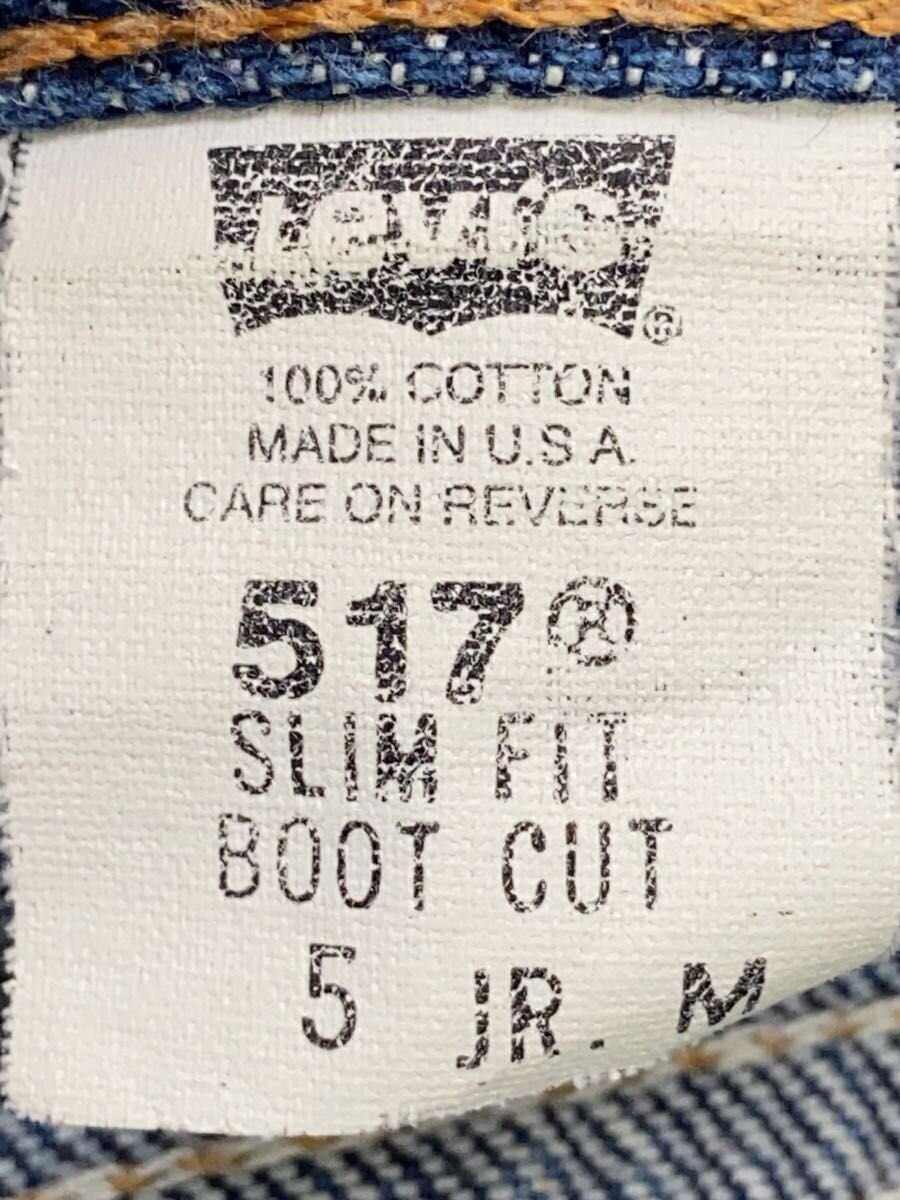 Levi's
®
100% COTTON
MADE IN U.S.A.
CARE ON REVERSE
517®
SLIM FIT
BOOT CUT
5 JR. M